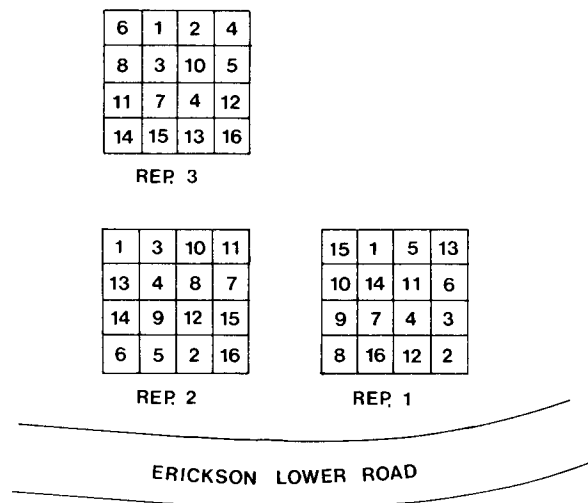 6 1 2 4
8 3 10 5
11 7 4 12
14 15 13 16
REP. 3
1 3 10 11
13 4 8 7
14 9 12 15
6 5 2 16
REP. 2
15 1 5 13
10 14 11 6
9 7 4 3
8 16 12 2
REP. 1
ERICKSON LOWER ROAD